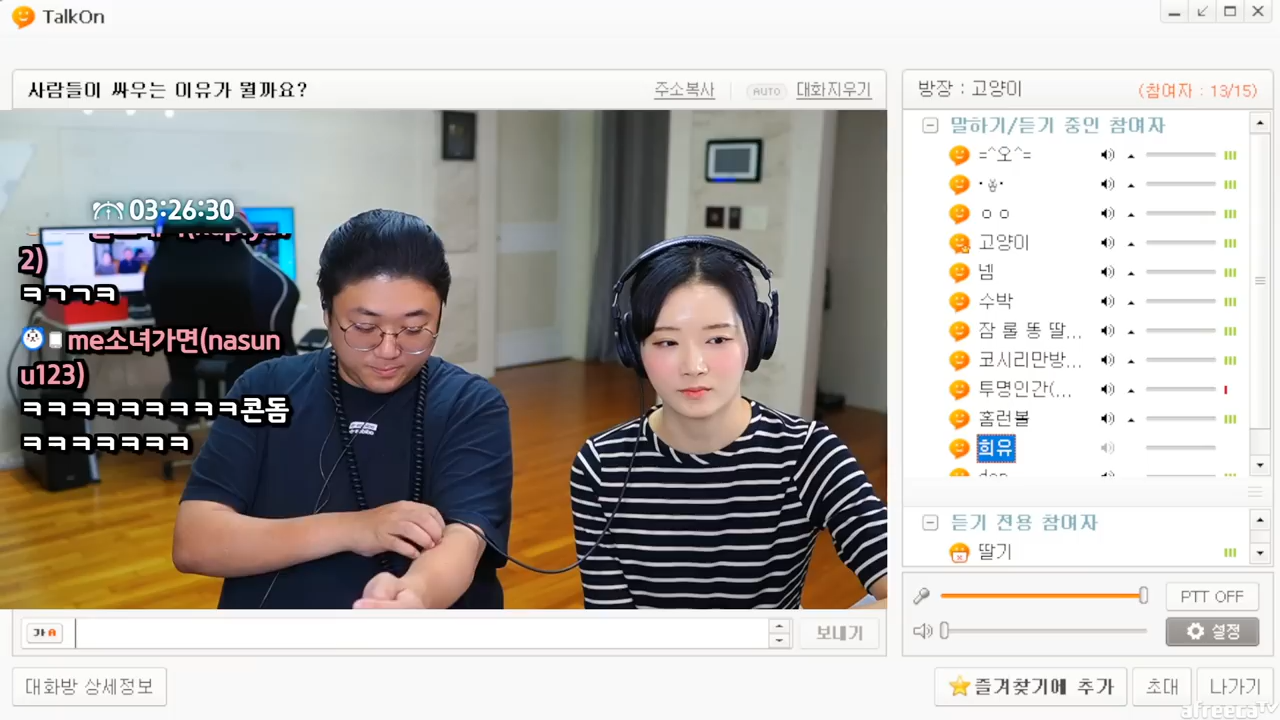 TalkOn
사람들이 싸우는 이유가 뭘까요?
주소복사
AUTO
대화지우기
방장 : 고양이
(참여자 : 13/15)
말하기/듣기 중인 참여자
=^오^=
ㅇ ㅇ
고양이
넴
수박
잠 롤 똥 딸...
코시리만방...
투명인간(...
홈런볼
희유
듣기 전용 참여자
딸기
03:26:30
2)
ㅋㄱㄱㅋ
me소녀가면(nasun
u123)
ㅋㅋㅋㅋㅋㅋㅋㅋㅋ콘돔
ㅋㅋㅋㅋㅋㅋㅋ
가A
보내기
PTT OFF
설정
대화방 상세정보
즐겨찾기에 추가
초대
나가기
afreecaTV